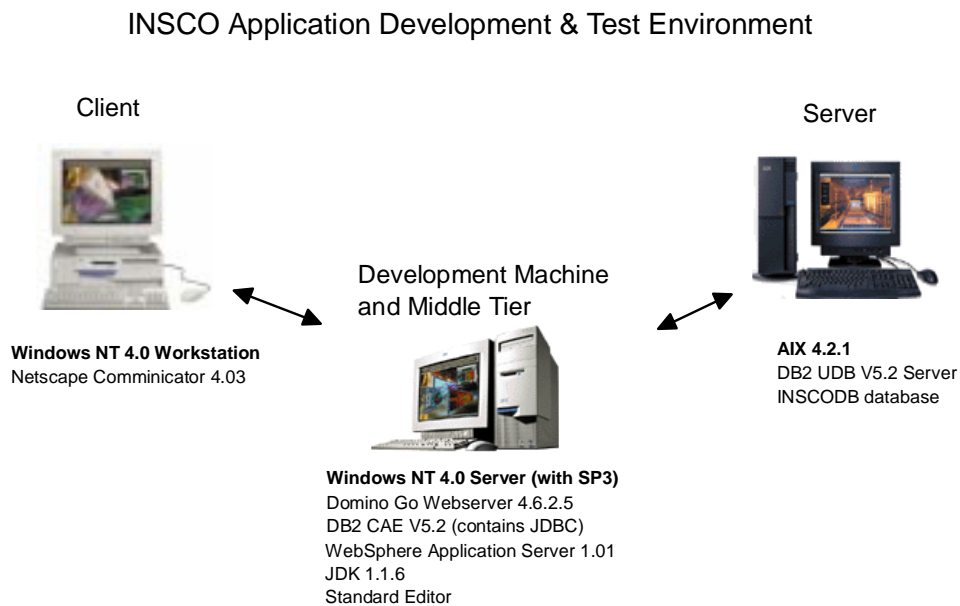 INSCO Application Development & Test Environment
Client
Server
Development Machine
and Middle Tier
Windows NT 4.0 Workstation
Netscape Comminicator 4.03
AIX 4.2.1
DB2 UDB V5.2 Server
INSCODB database
Windows NT 4.0 Server (with SP3)
Domino Go Webserver 4.6.2.5
DB2 CAE V5.2 (contains JDBC)
WebSphere Application Server 1.01
JDK 1.1.6
Standard Editor